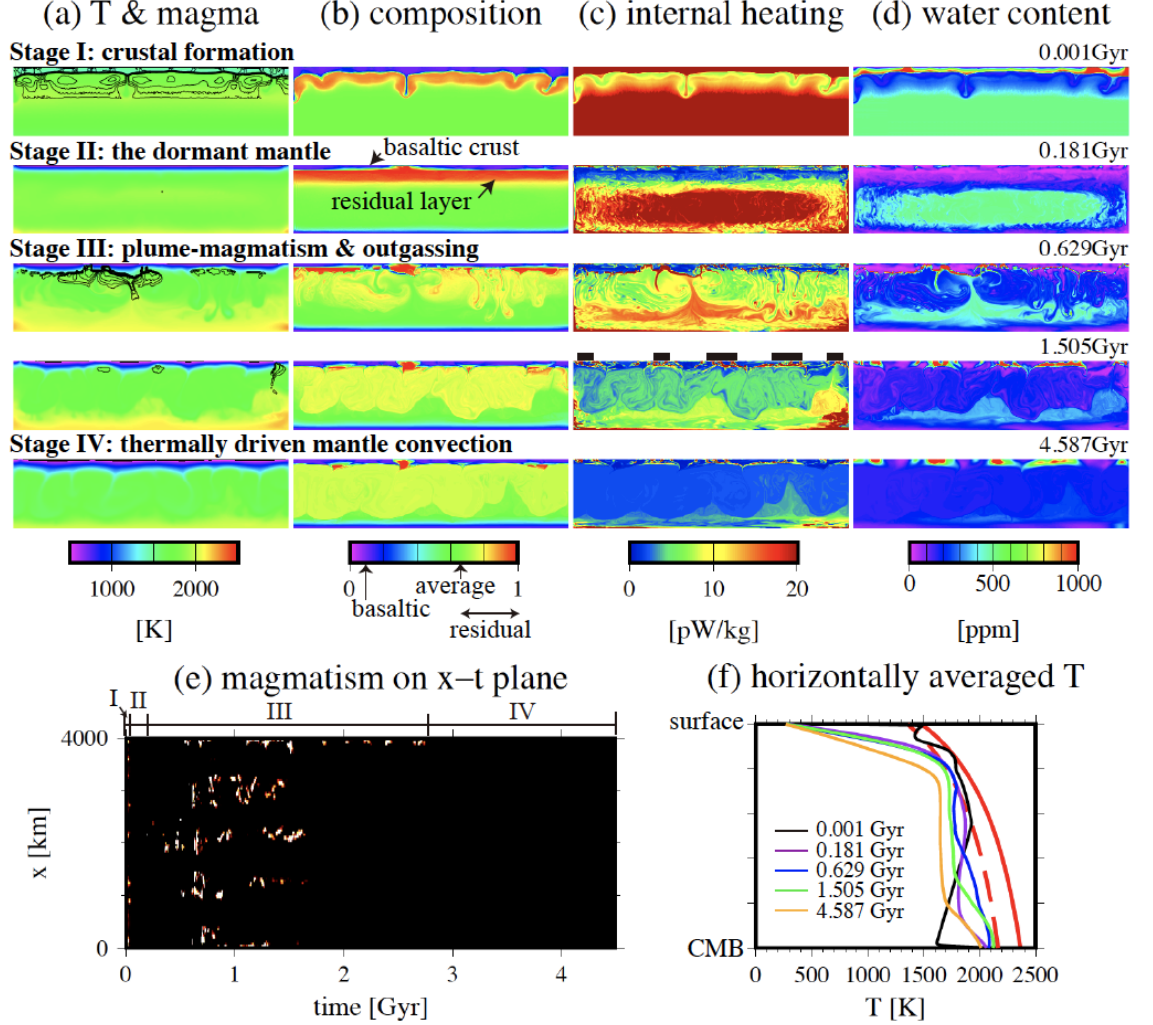 (a) T & magma (b) composition (c) internal heating (d) water content
Stage I: crustal formation 0.001Gyr
Stage II: the dormant mantle basaltic crust 0.181Gyr
residual layer
Stage III: plume-magmatism & outgassing 0.629Gyr
1.505Gyr
Stage IV: thermally driven mantle convection 4.587Gyr
1000 2000 0 average 1 0 10 20 0 500 1000
basaltic
residual
[K] [pW/kg] [ppm]
(e) magmatism on x–t plane (f) horizontally averaged T
I II III IV
4000
x [km]
0
0 1 2 3 4
time [Gyr]
surface
0.001 Gyr
0.181 Gyr
0.629 Gyr
1.505 Gyr
4.587 Gyr
CMB
0 500 1000 1500 2000 2500
T [K]